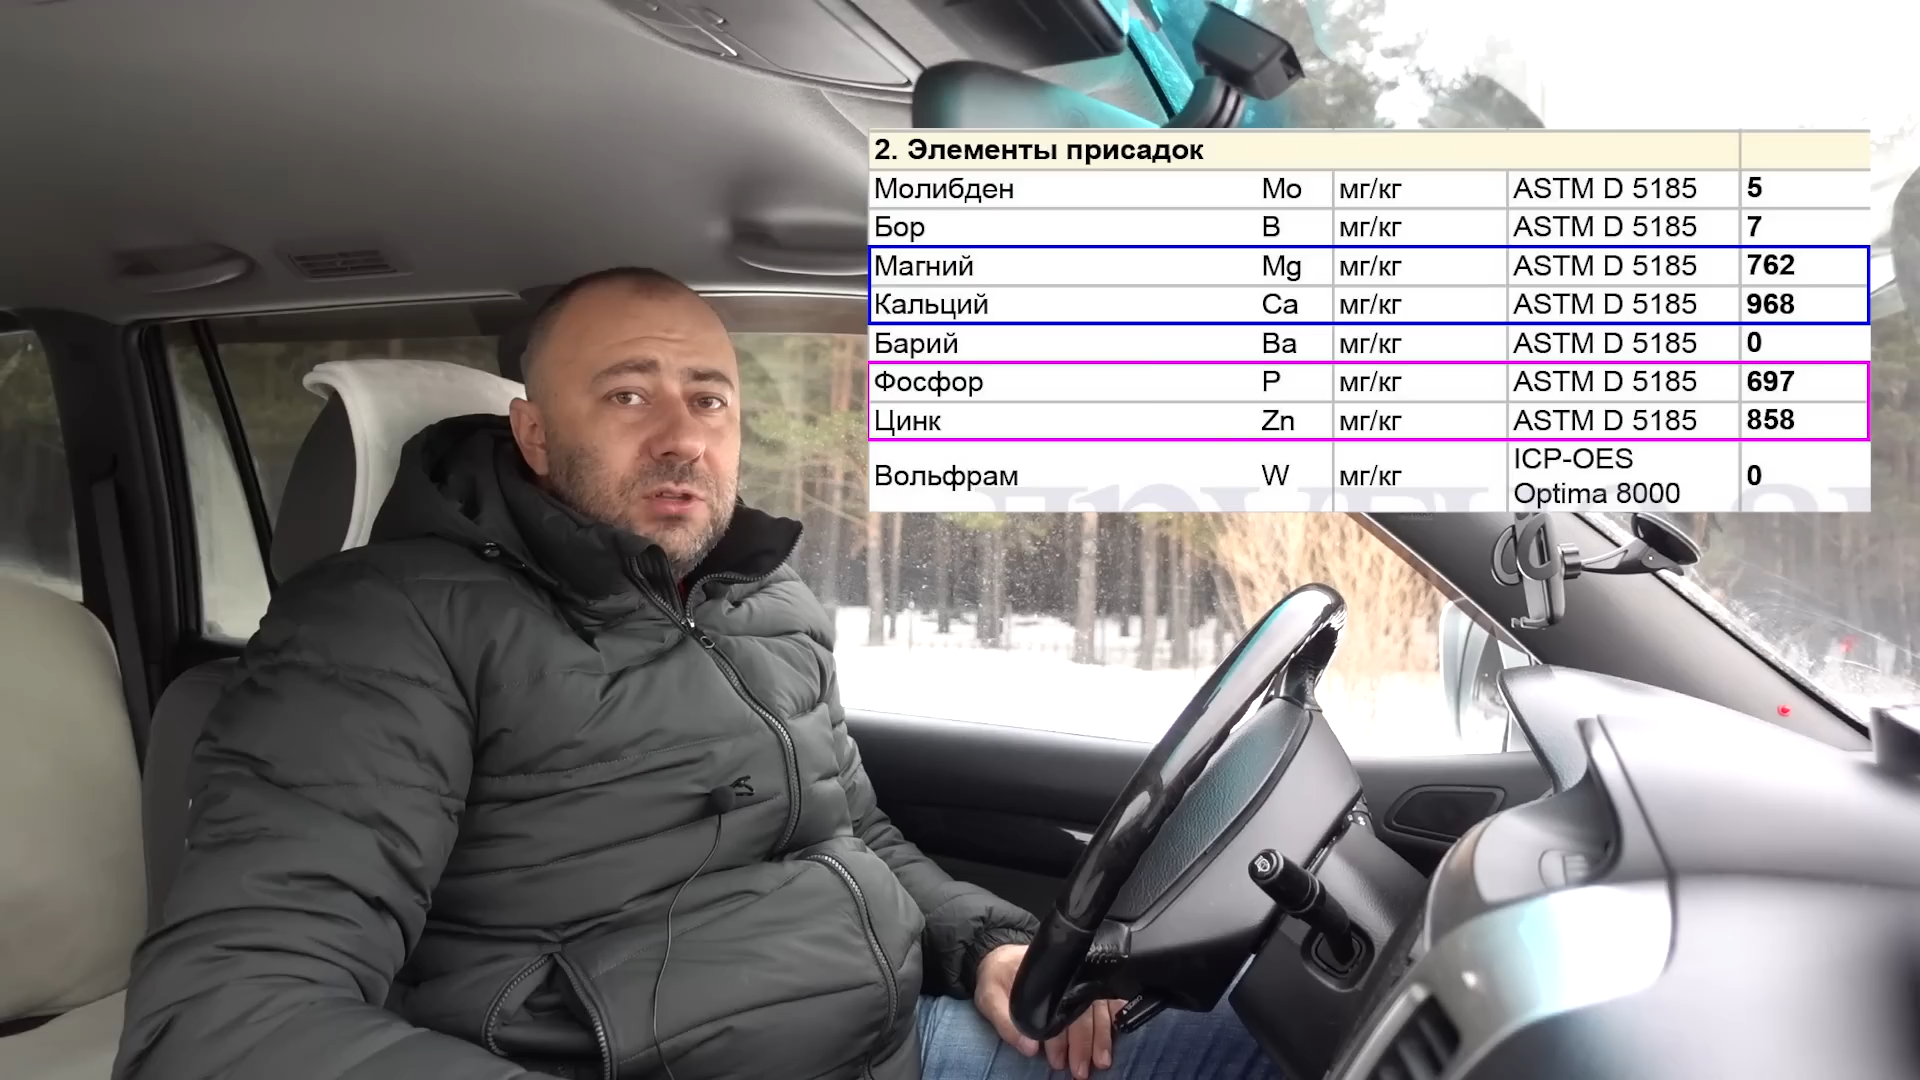 2. Элементы присадок
Молибден Mo мг/кг ASTM D 5185 5
Бор B мг/кг ASTM D 5185 7
Магний Mg мг/кг ASTM D 5185 762
Кальций Ca мг/кг ASTM D 5185 968
Барий Ba мг/кг ASTM D 5185 0
Фосфор P мг/кг ASTM D 5185 697
Цинк Zn мг/кг ASTM D 5185 858
Вольфрам W мг/кг ICP-OES Optima 8000 0